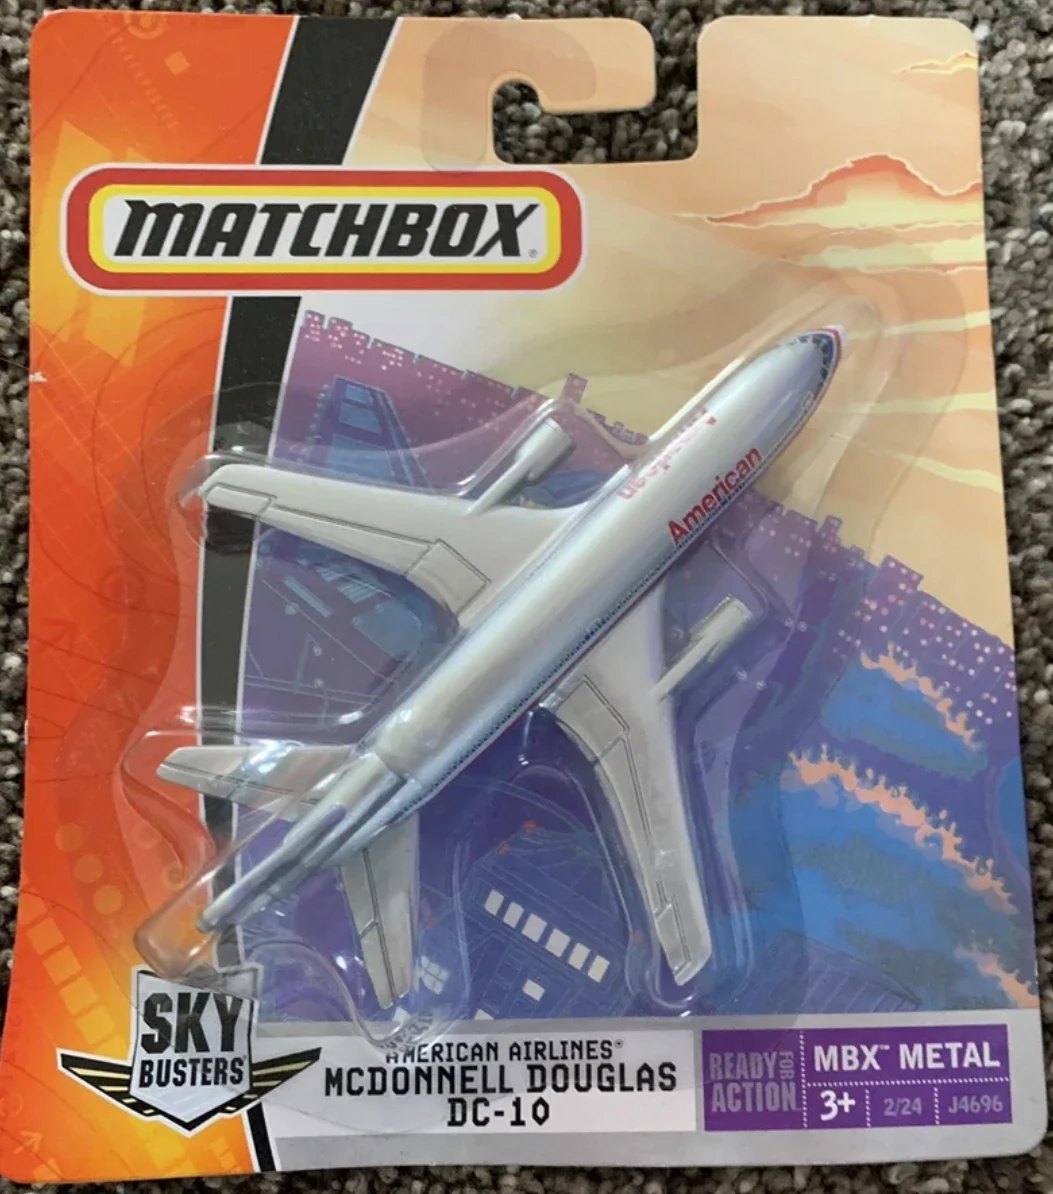 MATCHBOX®
American
American
SKY
BUSTERS
AMERICAN AIRLINES®
MCDONNELL DOUGLAS
DC-10
READY FOR
ACTION
MBX™ METAL
3+
2/24
J4696